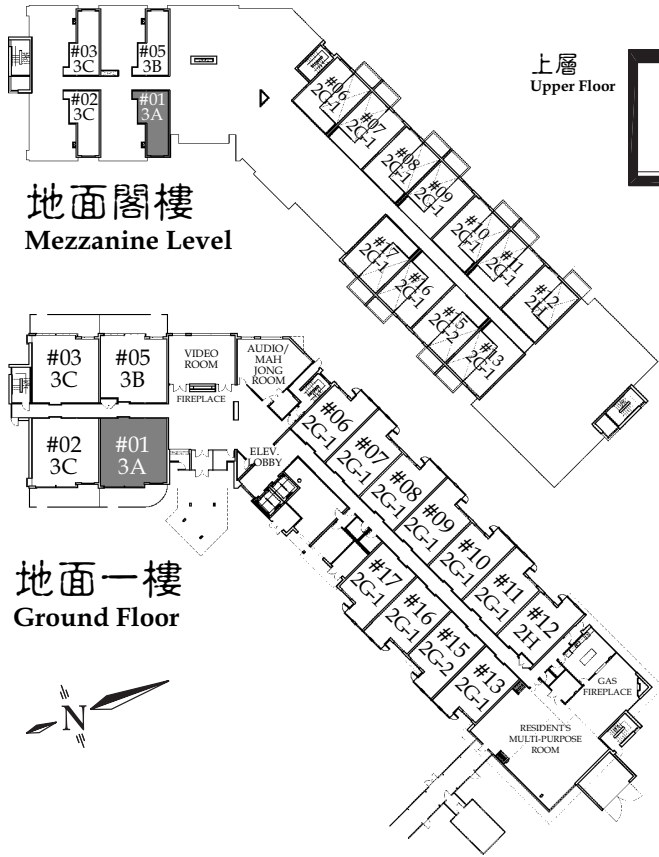 #03
3C
#05
3B
#02
3C
#01
3A
上層
Upper Floor
#06
2G-1
#07
2G-1
#08
2G-1
#09
2G-1
#10
2G-1
#11
2G-1
#12
2H
#17
2G-1
#16
2G-1
#15
2G-2
#13
2G-1
地面閣樓
Mezzanine Level
#03
3C
#05
3B
VIDEO
ROOM
AUDIO/
MAH
JONG
ROOM
FIREPLACE
#02
3C
#01
3A
ELEV.
LOBBY
#06
2G-1
#07
2G-1
#08
2G-1
#09
2G-1
#10
2G-1
#11
2G-1
#12
2H
#17
2G-1
#16
2G-1
#15
2G-2
#13
2G-1
GAS
FIREPLACE
RESIDENT'S
MULTI-PURPOSE
ROOM
地面一樓
Ground Floor
N